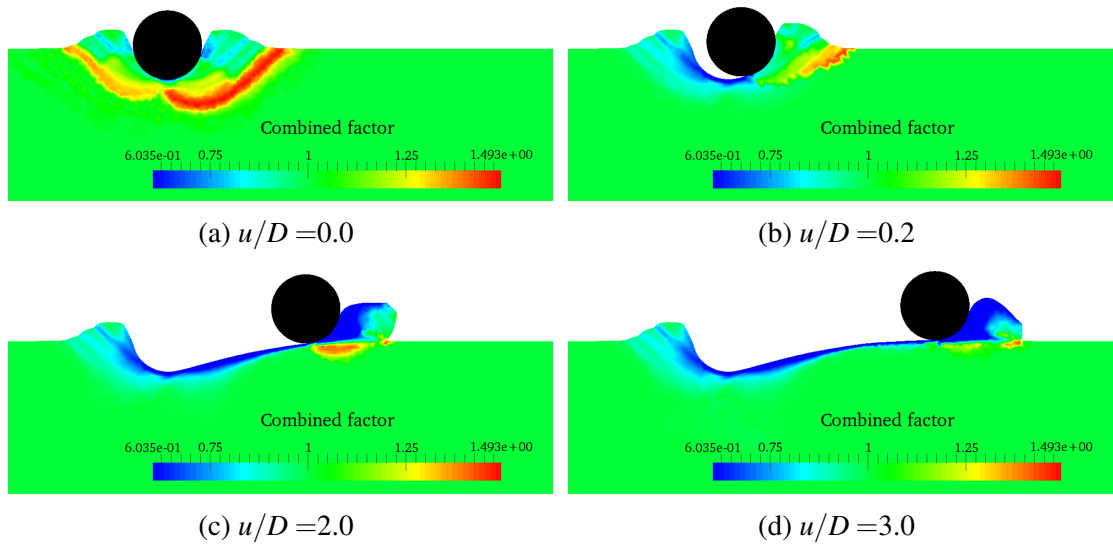 Combined factor
6.035e-01 0.75 1 1.25 1.493e+00
(a) u/D =0.0
Combined factor
6.035e-01 0.75 1 1.25 1.493e+00
(b) u/D =0.2
Combined factor
6.035e-01 0.75 1 1.25 1.493e+00
(c) u/D =2.0
Combined factor
6.035e-01 0.75 1 1.25 1.493e+00
(d) u/D =3.0